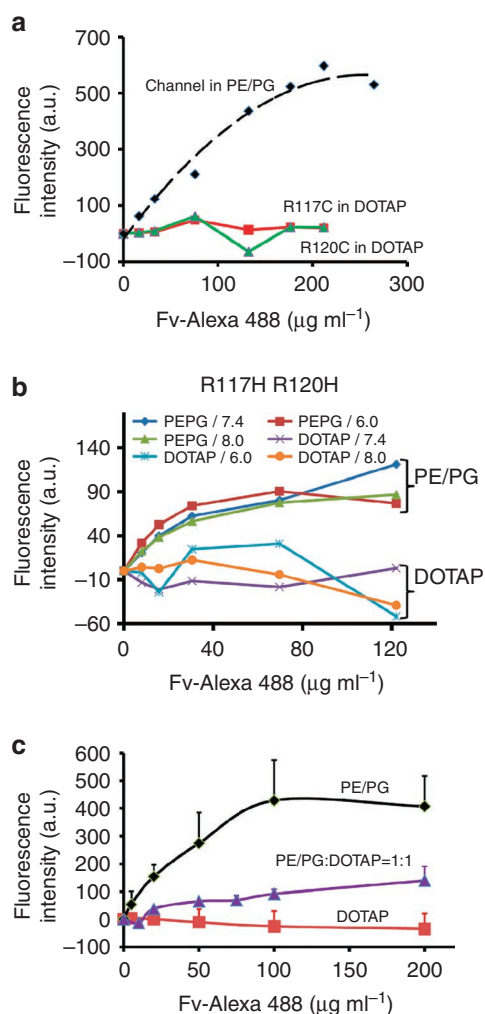 a
Fluorescence
intensity (a.u.)
700
500
300
100
−100
Channel in PE/PG
R117C in DOTAP
R120C in DOTAP
0 100 200 300
Fv-Alexa 488 (μg ml⁻¹)
b
R117H R120H
PEPG / 7.4 PEPG / 6.0
PEPG / 8.0 DOTAP / 7.4
DOTAP / 6.0 DOTAP / 8.0
Fluorescence
intensity (a.u.)
140
90
40
−10
−60
PE/PG
DOTAP
0 40 80 120
Fv-Alexa 488 (μg ml⁻¹)
c
Fluorescence
intensity (a.u.)
600
500
400
300
200
100
0
−100
PE/PG
PE/PG:DOTAP=1:1
DOTAP
0 50 100 150 200
Fv-Alexa 488 (μg ml⁻¹)